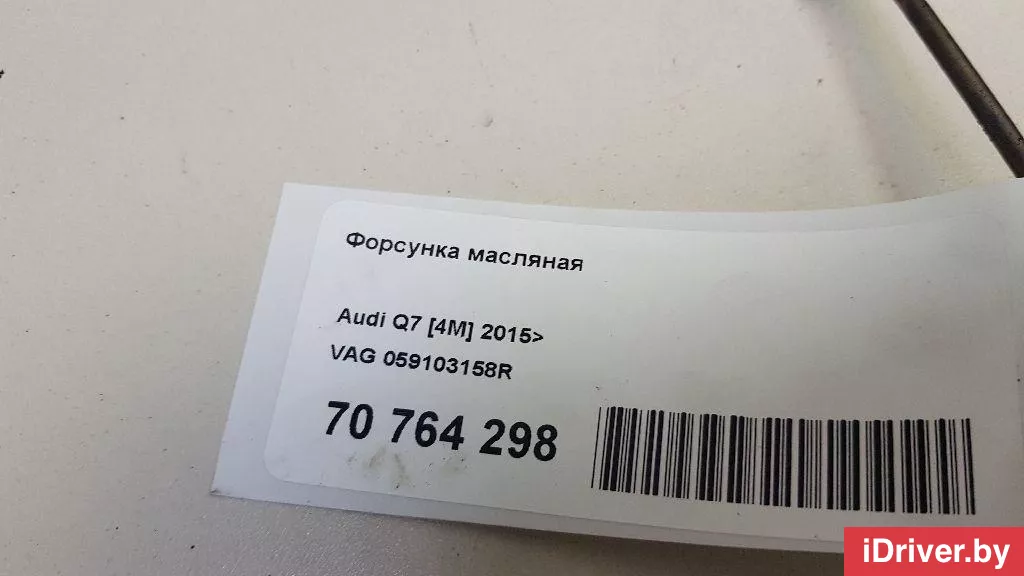 Форсунка масляная
Audi Q7 [4M] 2015>
VAG 059103158R
70 764 298
iDriver.by